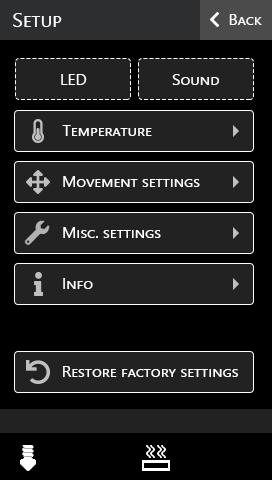 Setup
Back
LED
Sound
Temperature
Movement settings
Misc. settings
Info
Restore factory settings